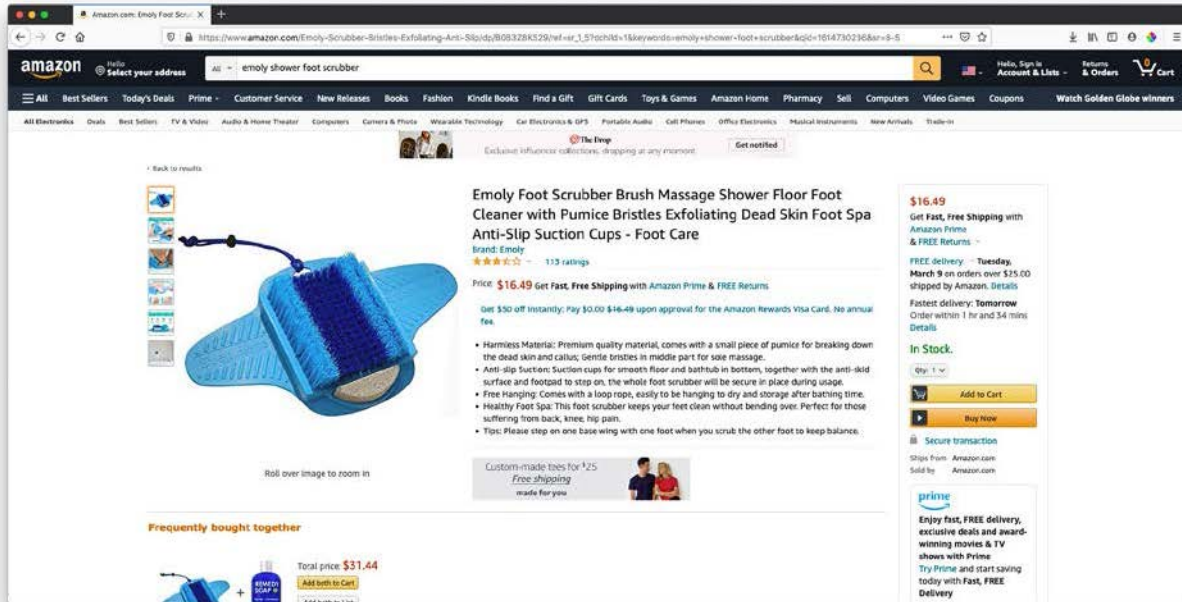 Amazon.com: Emoly Foot Scru
https://www.amazon.com/Emoly-Scrubber-Bristles-Exfoliating-Anti-Slip/dp/B083Z8K529/ref=sr_1_5?dchild=1&keywords=emoly+shower+foot+scrubber&qid=1614730236&sr=8-5
amazon
Hello
Select your address
All
emoly shower foot scrubber
Hello, Sign in
Account & Lists
Returns
& Orders
0
Cart
All Best Sellers Today's Deals Prime Customer Service New Releases Books Fashion Kindle Books Find a Gift Gift Cards Toys & Games Amazon Home Pharmacy Sell Computers Video Games Coupons Watch Golden Globe winners
All Electronics Deals Best Sellers TV & Video Audio & Home Theater Computers Camera & Photo Wearable Technology Car Electronics & GPS Portable Audio Cell Phones Office Electronics Musical Instruments New Arrivals Trade-In
The Drop
Exclusive influencer collections, dropping at any moment
Get notified
‹ Back to results
Emoly Foot Scrubber Brush Massage Shower Floor Foot
Cleaner with Pumice Bristles Exfoliating Dead Skin Foot Spa
Anti-Slip Suction Cups - Foot Care
Brand: Emoly
113 ratings
Price: $16.49 Get Fast, Free Shipping with Amazon Prime & FREE Returns
Get $50 off instantly: Pay $0.00 $16.49 upon approval for the Amazon Rewards Visa Card. No annual
fee.
• Harmless Material: Premium quality material, comes with a small piece of pumice for breaking down
the dead skin and callus; Gentle bristles in middle part for sole massage.
• Anti-slip Suction: Suction cups for smooth floor and bathtub in bottom, together with the anti-skid
surface and footpad to step on, the whole foot scrubber will be secure in place during usage.
• Free Hanging: Comes with a loop rope, easily to be hanging to dry and storage after bathing time.
• Healthy Foot Spa: This foot scrubber keeps your feet clean without bending over. Perfect for those
suffering from back, knee, hip pain.
• Tips: Please step on one base wing with one foot when you scrub the other foot to keep balance.
Roll over image to zoom in
Custom-made tees for $25
Free shipping
made for you
$16.49
Get Fast, Free Shipping with
Amazon Prime
& FREE Returns
FREE delivery: Tuesday,
March 9 on orders over $25.00
shipped by Amazon. Details
Fastest delivery: Tomorrow
Order within 1 hr and 34 mins
Details
In Stock.
Qty: 1
Add to Cart
Buy Now
Secure transaction
Ships from Amazon.com
Sold by Amazon.com
prime
Enjoy fast, FREE delivery,
exclusive deals and award-
winning movies & TV
shows with Prime
Try Prime and start saving
today with Fast, FREE
Delivery
Frequently bought together
Total price: $31.44
Add both to Cart
+
REMEDY
SOAP
Add both to List